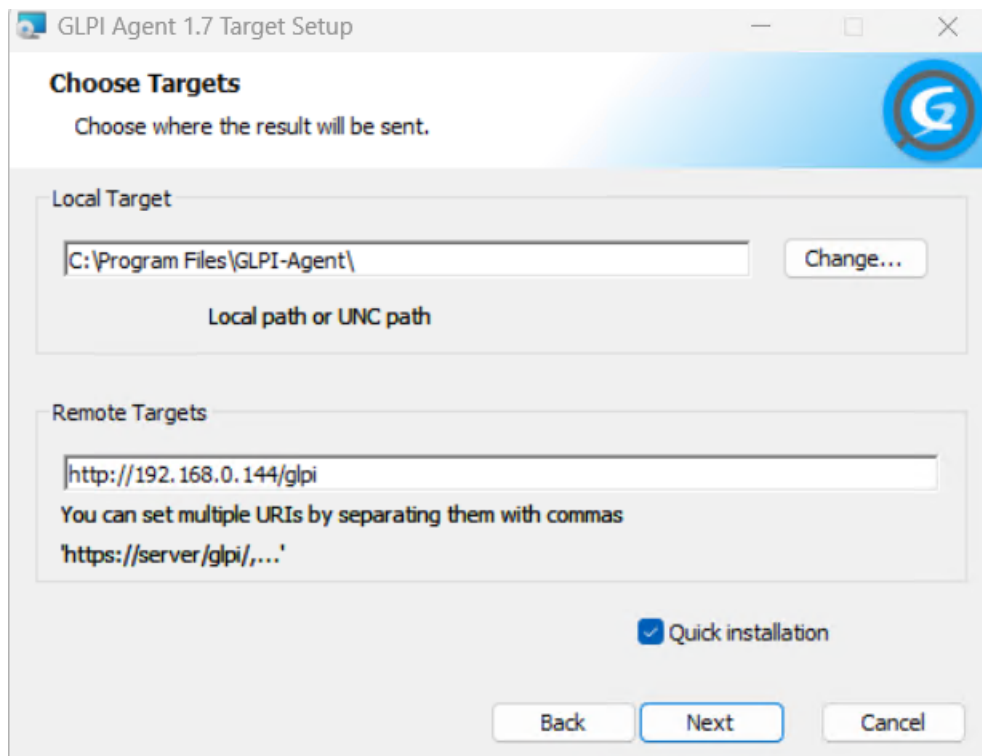 GLPI Agent 1.7 Target Setup
Choose Targets
Choose where the result will be sent.
Local Target
C:\Program Files\GLPI-Agent\
Change...
Local path or UNC path
Remote Targets
http://192.168.0.144/glpi
You can set multiple URIs by separating them with commas
'https://server/glpi/,...'
Quick installation
Back
Next
Cancel